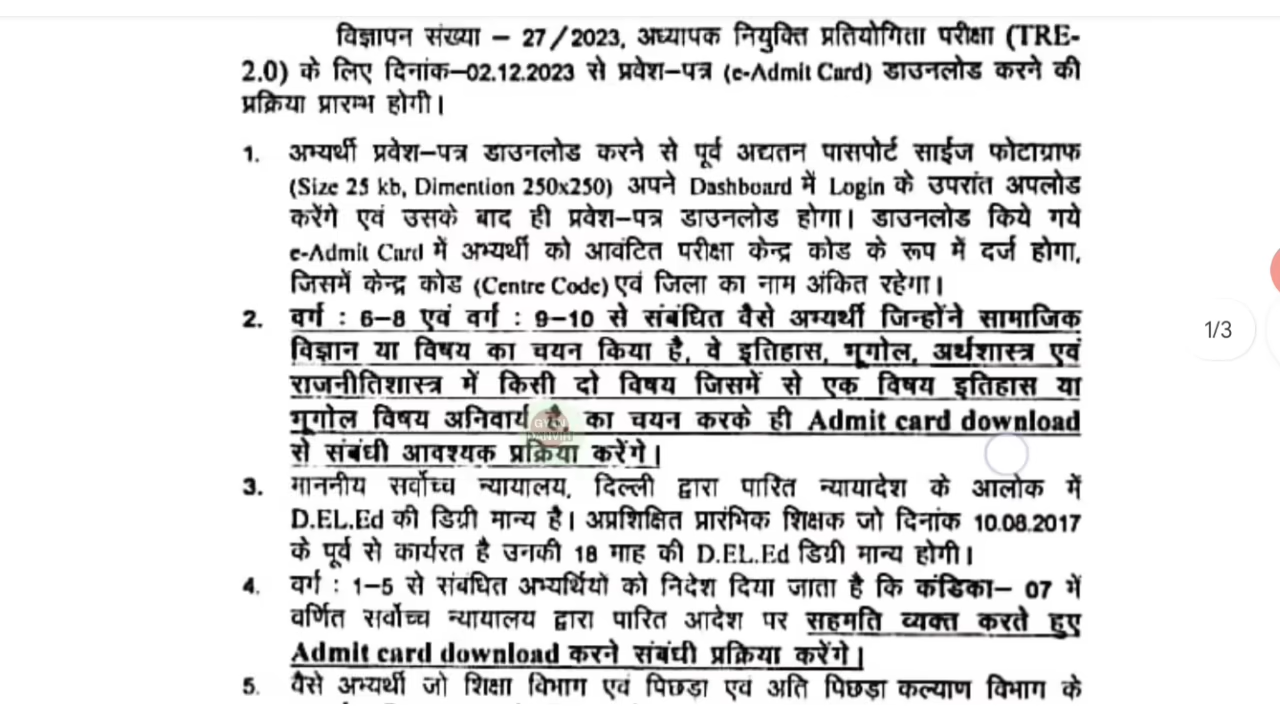 विज्ञापन संख्या – 27/2023, अध्यापक नियुक्ति प्रतियोगिता परीक्षा (TRE-
2.0) के लिए दिनांक–02.12.2023 से प्रवेश–पत्र (e-Admit Card) डाउनलोड करने की
प्रक्रिया प्रारम्भ होगी।
1. अभ्यर्थी प्रवेश–पत्र डाउनलोड करने से पूर्व अद्यतन पासपोर्ट साईज फोटाग्राफ
(Size 25 kb, Dimention 250x250) अपने Dashboard में Login के उपरांत अपलोड
करेंगे एवं उसके बाद ही प्रवेश–पत्र डाउनलोड होगा। डाउनलोड किये गये
e-Admit Card में अभ्यर्थी को आवंटित परीक्षा केन्द्र कोड के रूप में दर्ज होगा,
जिसमें केन्द्र कोड (Centre Code) एवं जिला का नाम अंकित रहेगा।
2. वर्ग : 6–8 एवं वर्ग : 9–10 से संबंधित वैसे अभ्यर्थी जिन्होंने सामाजिक
विज्ञान या विषय का चयन किया है, वे इतिहास, भूगोल, अर्थशास्त्र एवं
राजनीतिशास्त्र में किसी दो विषय जिसमें से एक विषय इतिहास या
भूगोल विषय अनिवार्य है, का चयन करके ही Admit card download
से संबंधी आवश्यक प्रक्रिया करेंगे।
3. माननीय सर्वोच्च न्यायालय, दिल्ली द्वारा पारित न्यायादेश के आलोक में
D.EL.Ed की डिग्री मान्य है। अप्रशिक्षित प्रारंभिक शिक्षक जो दिनांक 10.08.2017
के पूर्व से कार्यरत है उनकी 18 माह की D.EL.Ed डिग्री मान्य होगी।
4. वर्ग : 1–5 से संबंधित अभ्यर्थियों को निदेश दिया जाता है कि कंडिका– 07 में
वर्णित सर्वोच्च न्यायालय द्वारा पारित आदेश पर सहमति व्यक्त करते हुए
Admit card download करने संबंधी प्रक्रिया करेंगे।
5. वैसे अभ्यर्थी जो शिक्षा विभाग एवं पिछड़ा एवं अति पिछड़ा कल्याण विभाग के
1/3